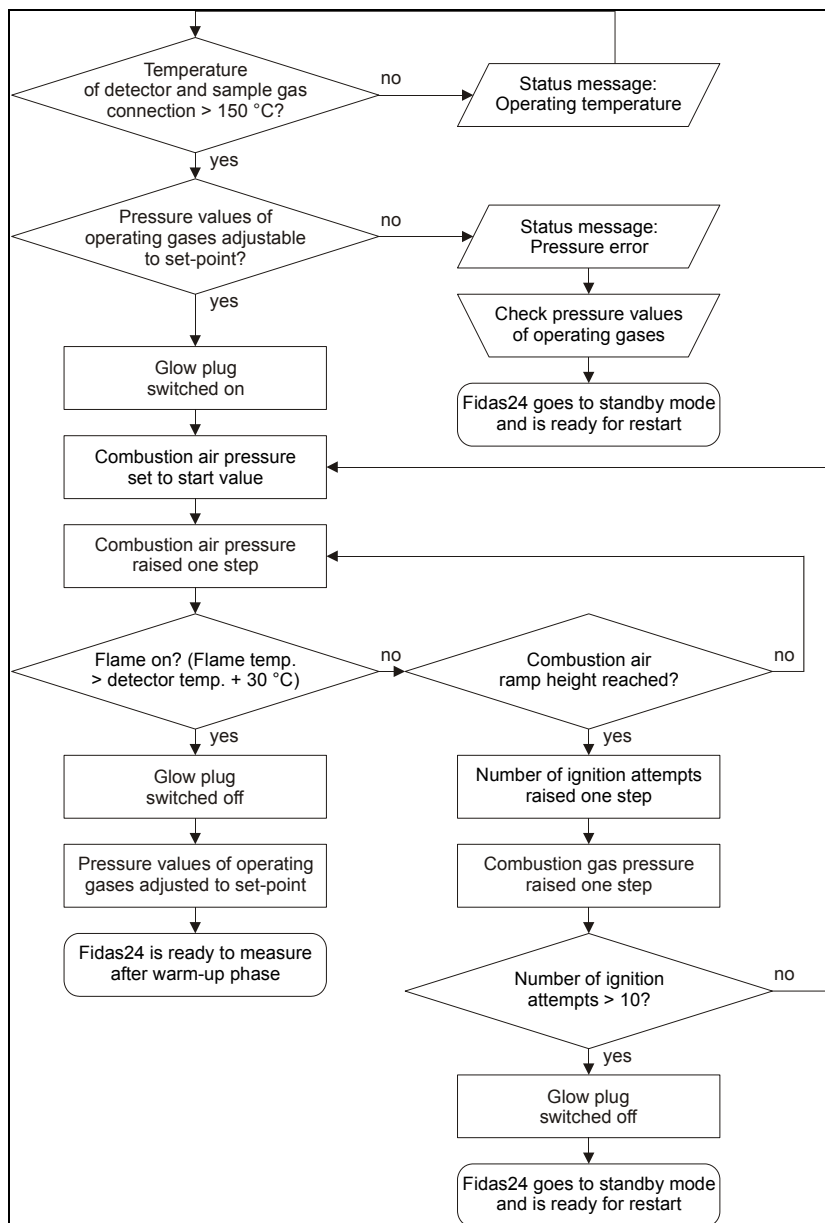 Temperature
of detector and sample gas
connection > 150 °C?
no
Status message:
Operating temperature
yes
Pressure values of
operating gases adjustable
to set-point?
no
Status message:
Pressure error
yes
Check pressure values
of operating gases
Glow plug
switched on
Fidas24 goes to standby mode
and is ready for restart
Combustion air pressure
set to start value
Combustion air pressure
raised one step
Flame on? (Flame temp.
> detector temp. + 30 °C)
no
Combustion air
ramp height reached?
no
yes
yes
Glow plug
switched off
Number of ignition attempts
raised one step
Pressure values of operating
gases adjusted to set-point
Combustion gas pressure
raised one step
Fidas24 is ready to measure
after warm-up phase
Number of ignition
attempts > 10?
no
yes
Glow plug
switched off
Fidas24 goes to standby mode
and is ready for restart